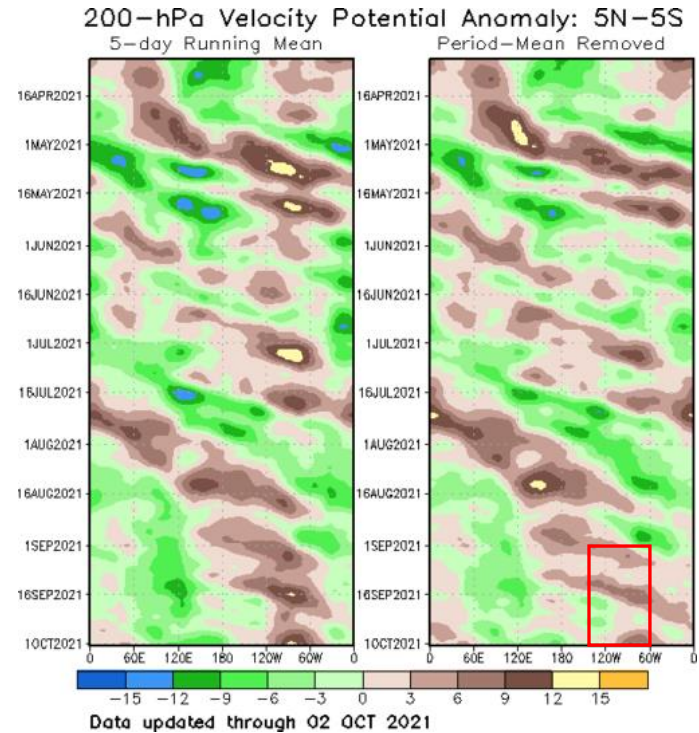 200-hPa Velocity Potential Anomaly: 5N-5S
5-day Running Mean
Period-Mean Removed
16APR2021
1MAY2021
16MAY2021
1JUN2021
16JUN2021
1JUL2021
16JUL2021
1AUG2021
16AUG2021
1SEP2021
16SEP2021
1OCT2021
0 60E 120E 180 120W 60W 0
16APR2021
1MAY2021
16MAY2021
1JUN2021
16JUN2021
1JUL2021
16JUL2021
1AUG2021
16AUG2021
1SEP2021
16SEP2021
1OCT2021
0 60E 120E 180 120W 60W 0
-15 -12 -9 -6 -3 0 3 6 9 12 15
Data updated through 02 OCT 2021